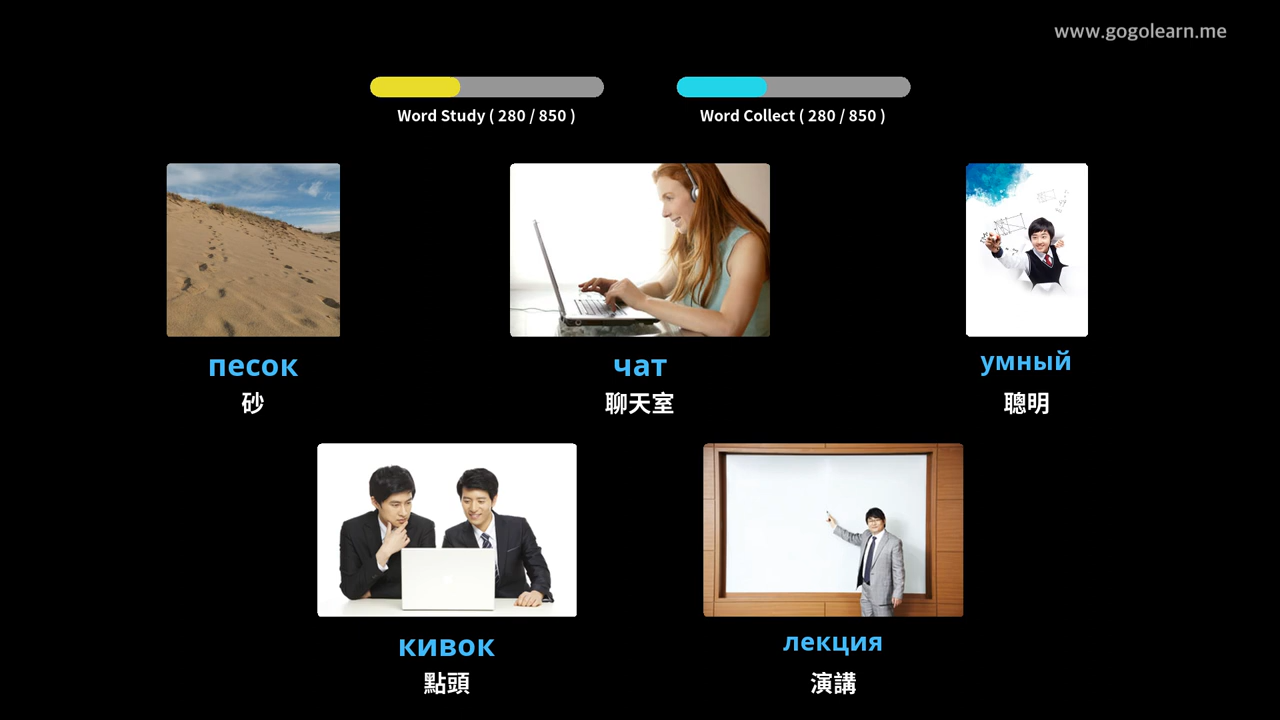 www.gogolearn.me
Word Study ( 280 / 850 )
Word Collect ( 280 / 850 )
песок
砂
чат
聊天室
умный
聰明
кивок
點頭
лекция
演講